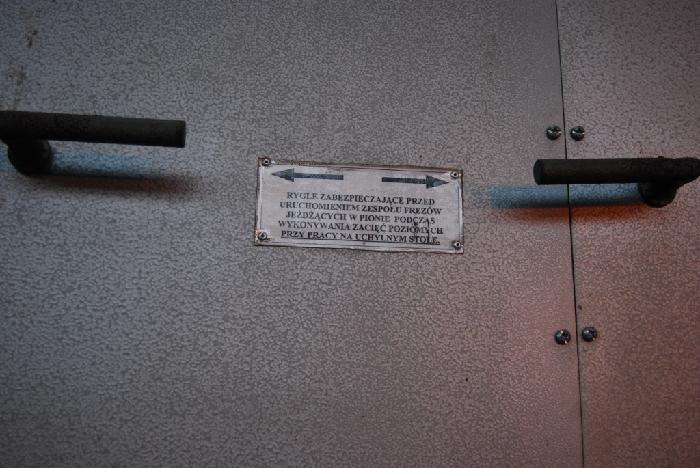 RYGLE ZABEZPIECZAJĄCE PRZED
URUCHOMIENIEM ZESPOŁU FREZÓW
JEŻDŻĄCYCH W PIONIE PODCZAS
WYKONYWANIA ZACIĘĆ POZIOMYCH
PRZY PRACY NA UCHYLNYM STOLE.